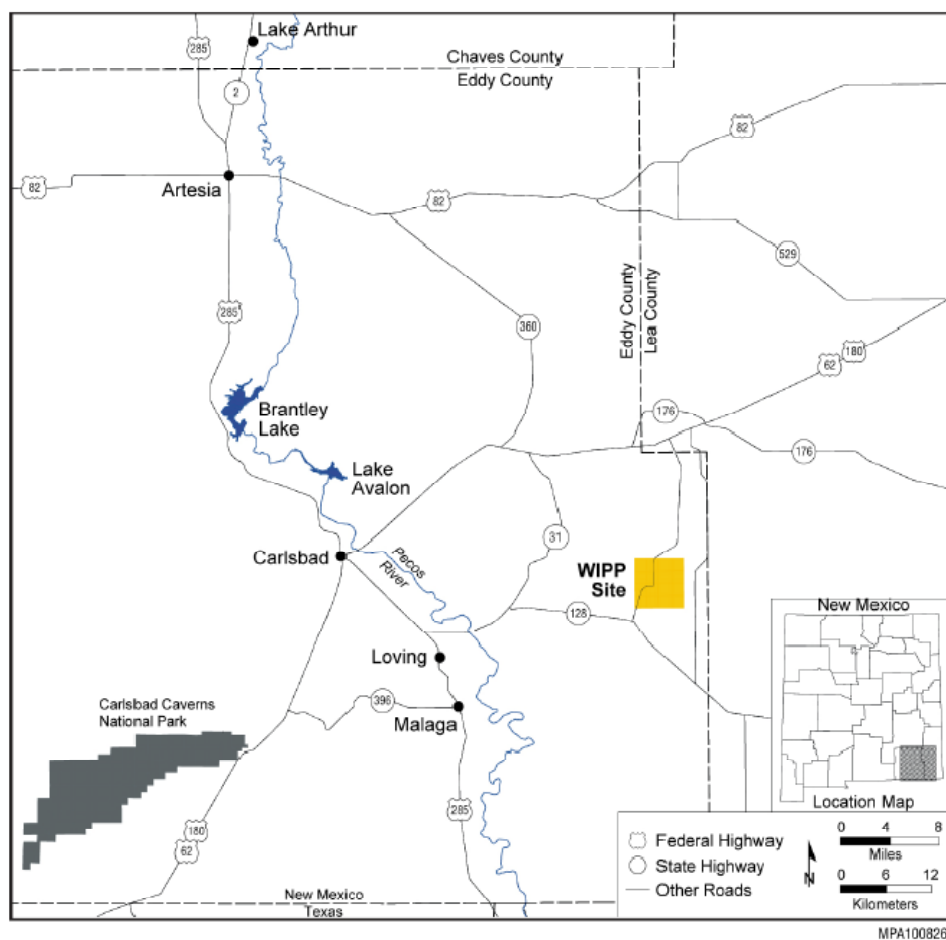 Lake Arthur
285
Chaves County
Eddy County
2
82
82
Artesia
82
529
285
360
Eddy County
Lea County
180
62
Brantley
Lake
176
176
Lake
Avalon
31
Carlsbad
Pecos
River
WIPP
Site
128
New Mexico
Loving
396
Malaga
Carlsbad Caverns
National Park
285
180
62
Location Map
Federal Highway
State Highway
Other Roads
N
0 4 8
Miles
0 6 12
Kilometers
New Mexico
Texas
MPA100826